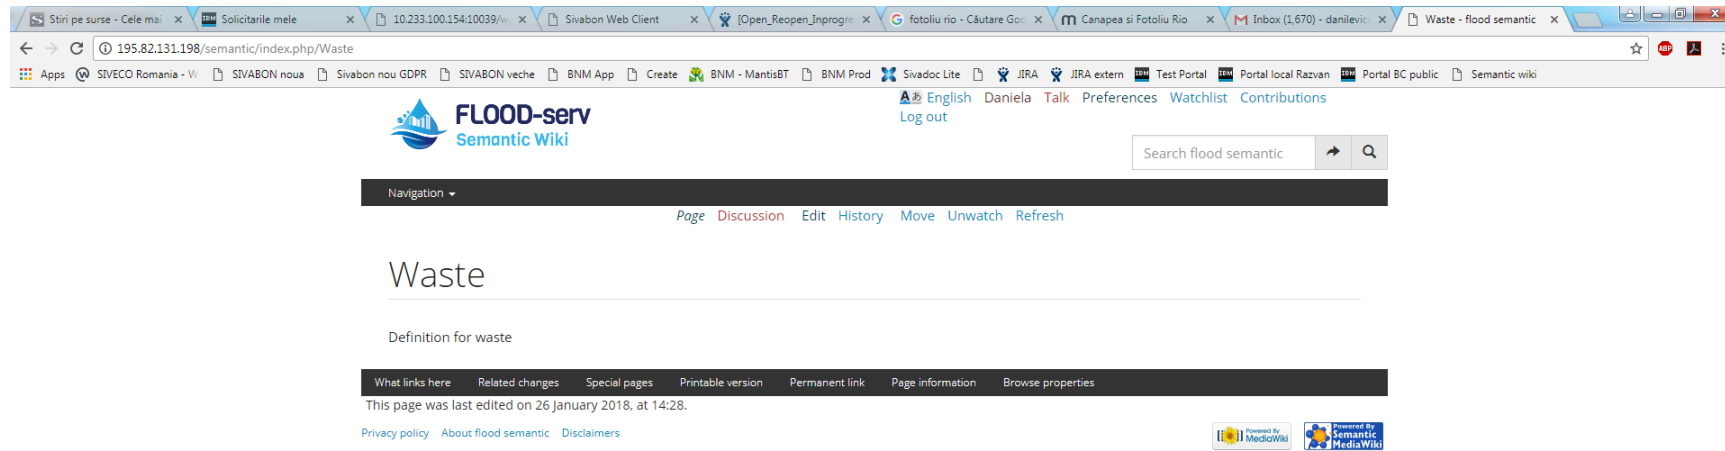 Stiri pe surse - Cele mai Solicitarile mele 10.233.100.154:10039/w Sivabon Web Client [Open_Reopen_Inprogre fotoliu rio - Căutare Goo Canapea si Fotoliu Rio Inbox (1,670) - danilevici Waste - flood semantic
195.82.131.198/semantic/index.php/Waste
Apps SIVECO Romania - W SIVABON noua Sivabon nou GDPR SIVABON veche BNM App Create BNM - MantisBT BNM Prod Sivadoc Lite JIRA JIRA extern Test Portal Portal local Razvan Portal BC public Semantic wiki
English Daniela Talk Preferences Watchlist Contributions
Log out
FLOOD-serv
Semantic Wiki
Search flood semantic
Navigation
Page Discussion Edit History Move Unwatch Refresh
Waste
Definition for waste
What links here Related changes Special pages Printable version Permanent link Page information Browse properties
This page was last edited on 26 January 2018, at 14:28.
Privacy policy About flood semantic Disclaimers
Powered By MediaWiki
Powered By Semantic MediaWiki